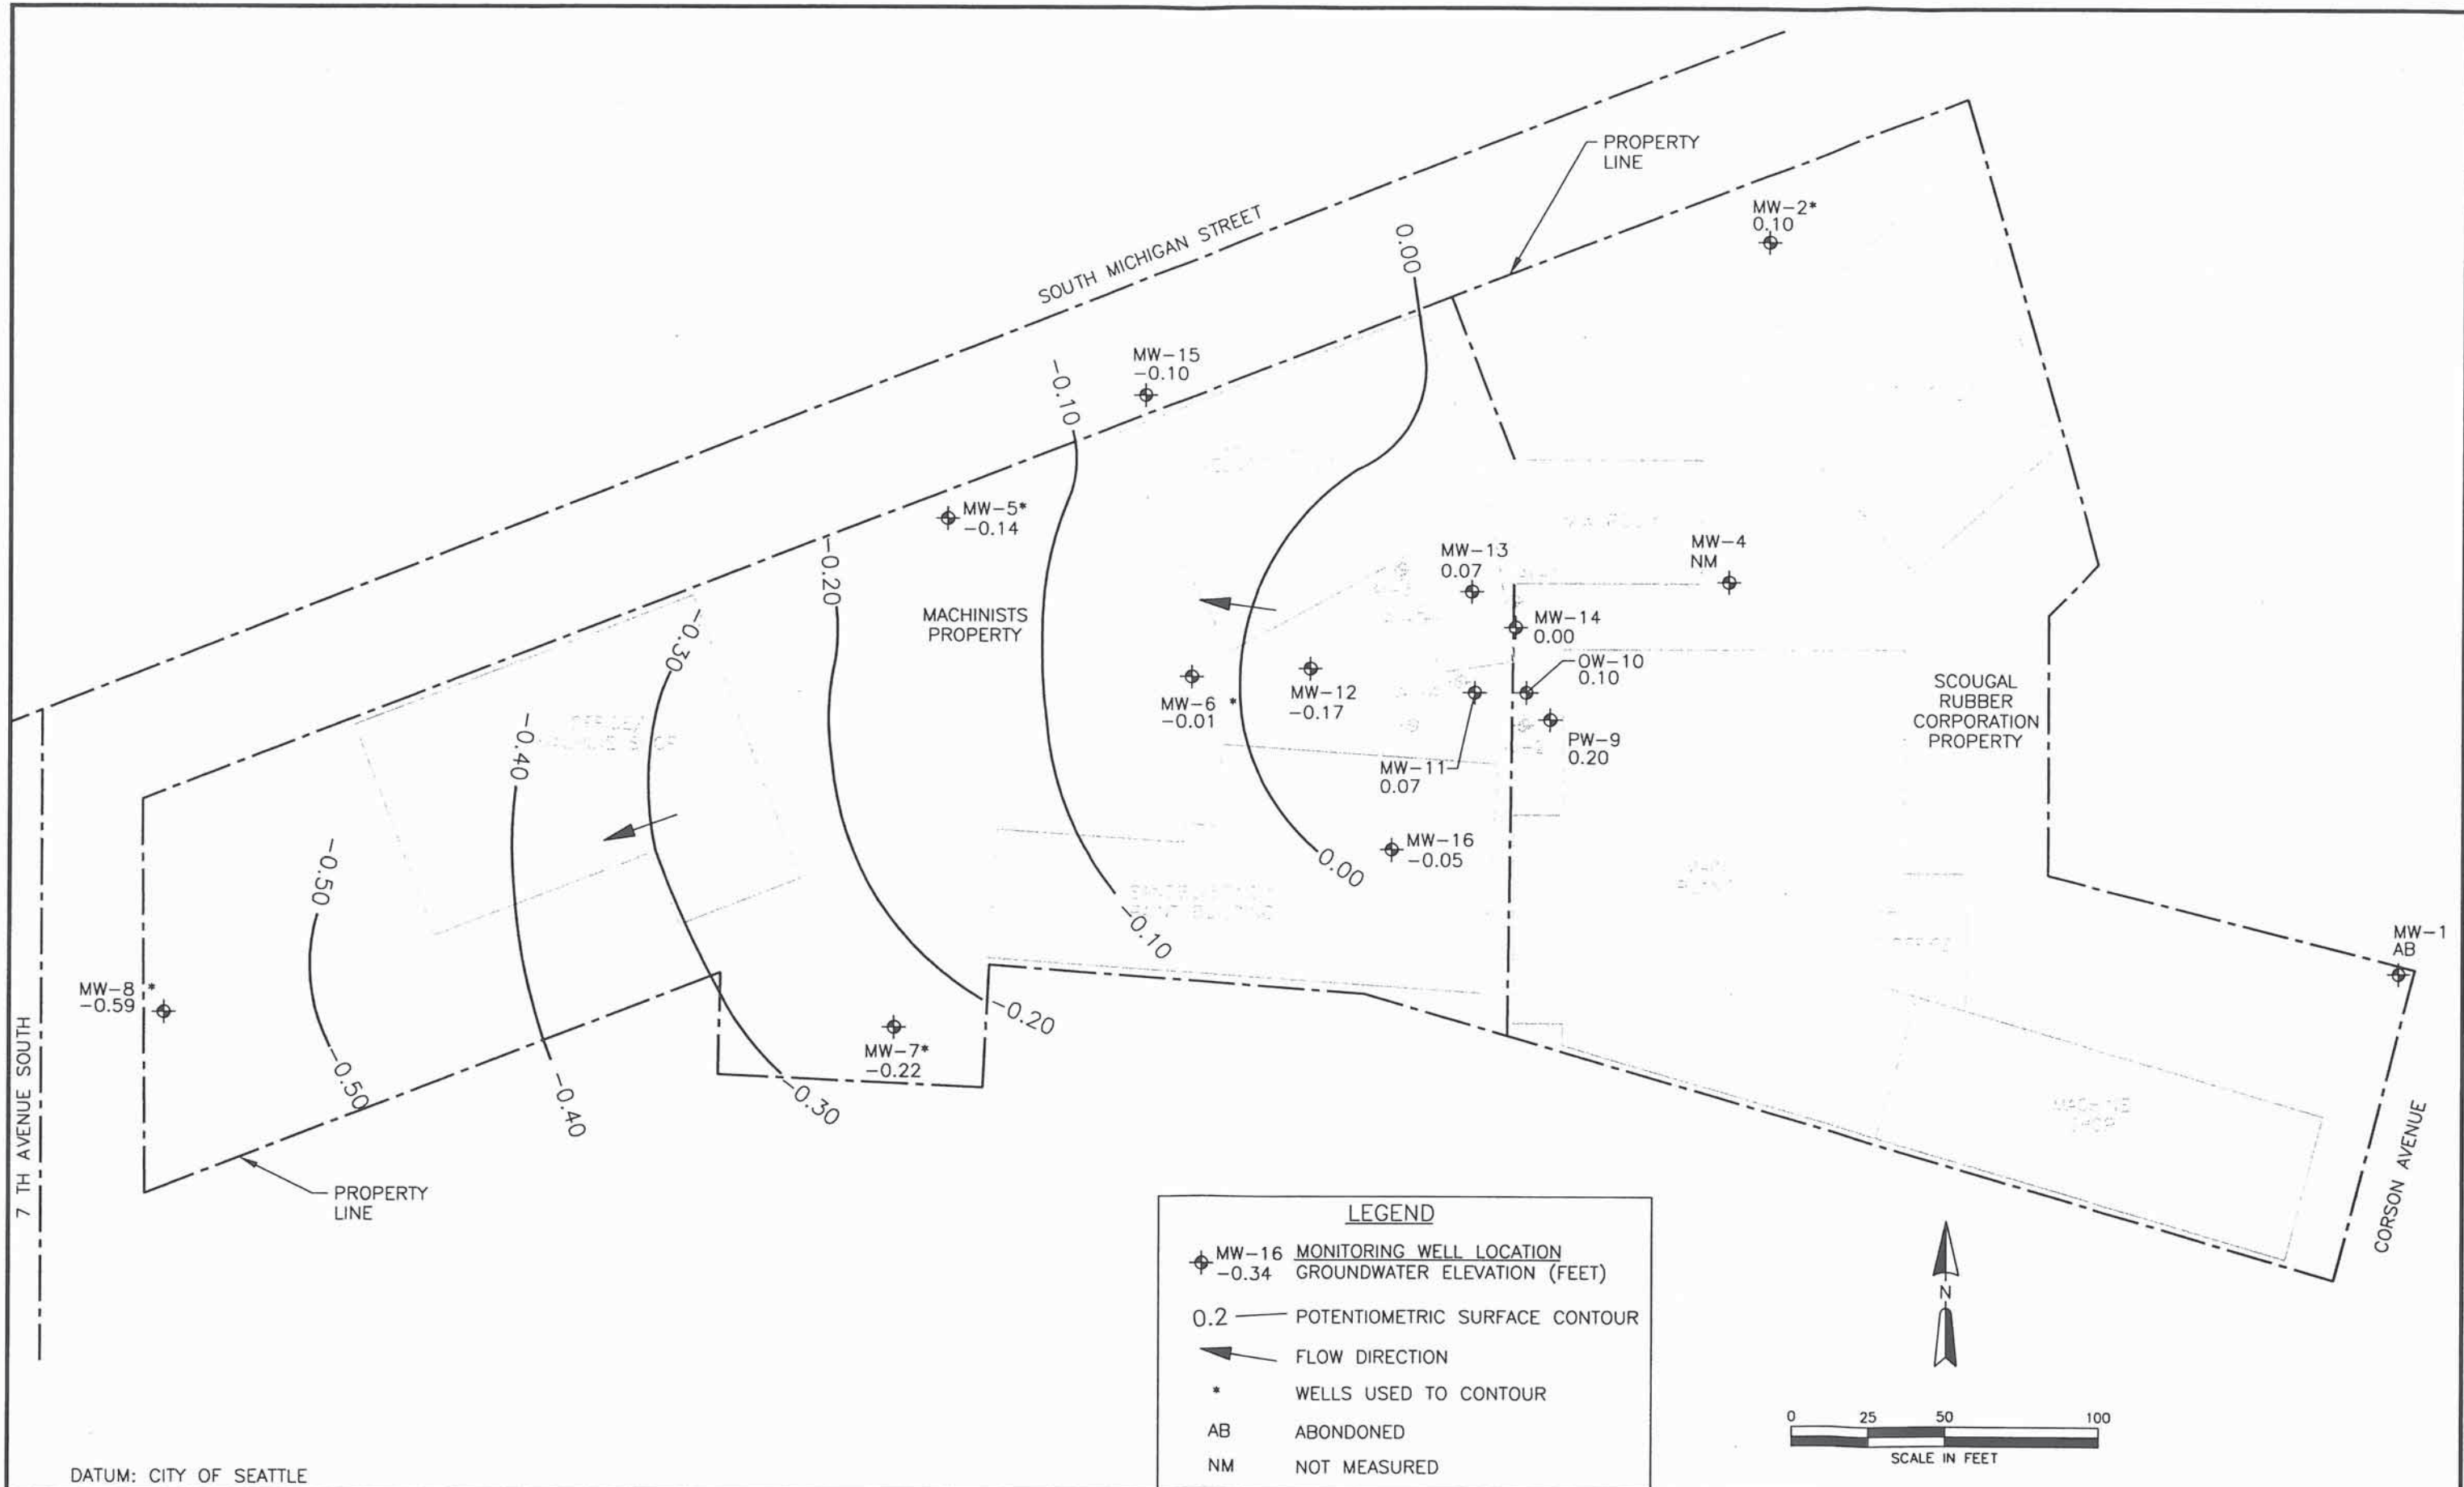 PROPERTY
LINE
MW-2*
0.10
SOUTH MICHIGAN STREET
0.00
MW-15
-0.10
-0.10
MW-5*
-0.14
-0.20
MW-13
0.07
MW-4
NM
MACHINISTS
PROPERTY
-0.30
MW-14
0.00
OW-10
0.10
MW-6 *
-0.01
MW-12
-0.17
SCOUGAL
RUBBER
CORPORATION
PROPERTY
-0.40
PW-9
0.20
MW-11
0.07
-0.50
MW-16
-0.05
0.00
-0.10
MW-1
AB
MW-8 *
-0.59
-0.20
MW-7*
-0.22
-0.50
-0.40
-0.30
7 TH AVENUE SOUTH
PROPERTY
LINE
MACHINE
SHOP
CORSON AVENUE
LEGEND
MW-16 MONITORING WELL LOCATION
-0.34 GROUNDWATER ELEVATION (FEET)
0.2 POTENTIOMETRIC SURFACE CONTOUR
FLOW DIRECTION
* WELLS USED TO CONTOUR
AB ABONDONED
NM NOT MEASURED
N
0 25 50 100
SCALE IN FEET
DATUM: CITY OF SEATTLE